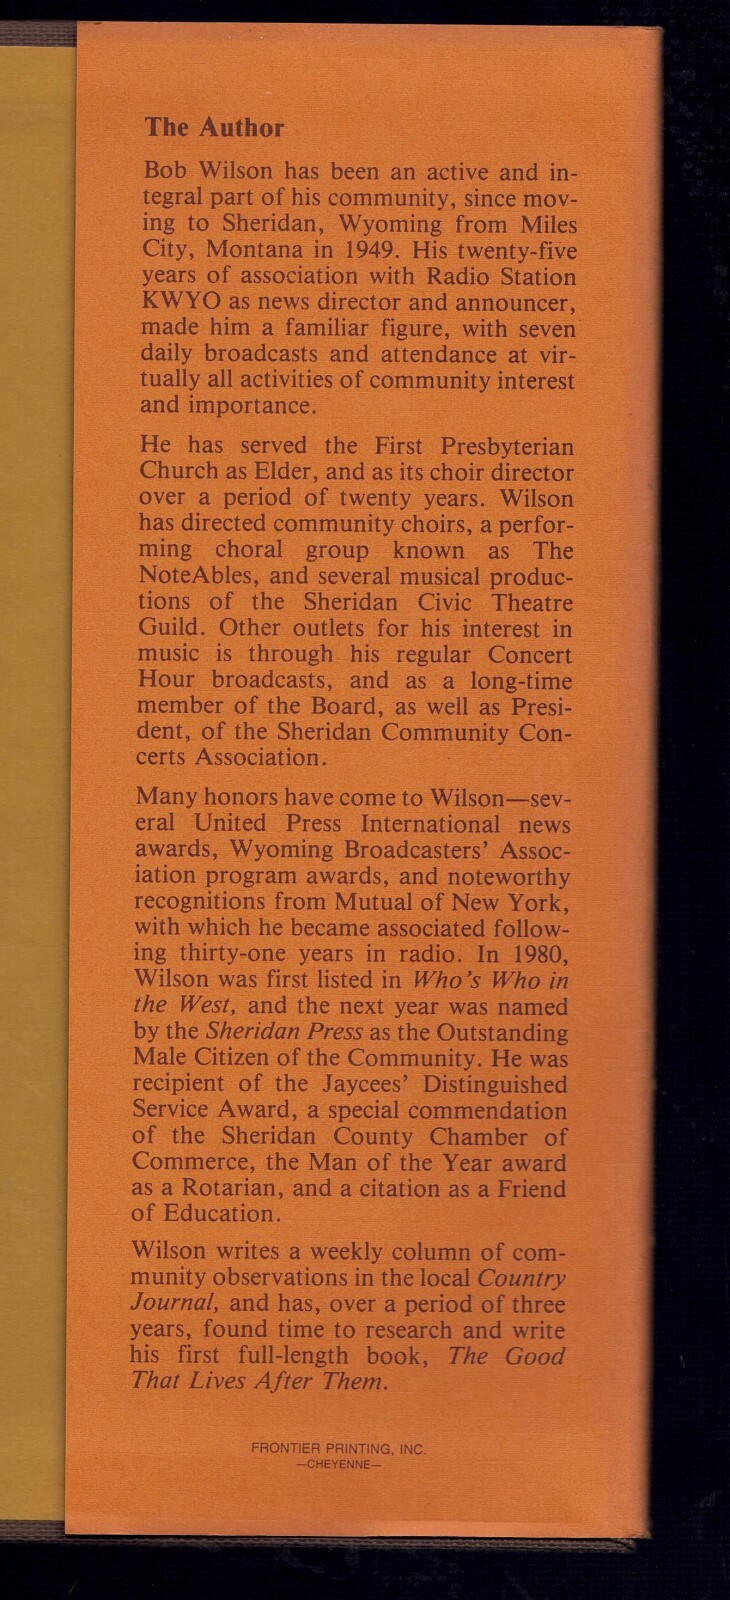 The Author
Bob Wilson has been an active and in-
tegral part of his community, since mov-
ing to Sheridan, Wyoming from Miles
City, Montana in 1949. His twenty-five
years of association with Radio Station
KWYO as news director and announcer,
made him a familiar figure, with seven
daily broadcasts and attendance at vir-
tually all activities of community interest
and importance.
He has served the First Presbyterian
Church as Elder, and as its choir director
over a period of twenty years. Wilson
has directed community choirs, a perfor-
ming choral group known as The
NoteAbles, and several musical produc-
tions of the Sheridan Civic Theatre
Guild. Other outlets for his interest in
music is through his regular Concert
Hour broadcasts, and as a long-time
member of the Board, as well as Presi-
dent, of the Sheridan Community Con-
certs Association.
Many honors have come to Wilson—sev-
eral United Press International news
awards, Wyoming Broadcasters' Assoc-
iation program awards, and noteworthy
recognitions from Mutual of New York,
with which he became associated follow-
ing thirty-one years in radio. In 1980,
Wilson was first listed in Who's Who in
the West, and the next year was named
by the Sheridan Press as the Outstanding
Male Citizen of the Community. He was
recipient of the Jaycees' Distinguished
Service Award, a special commendation
of the Sheridan County Chamber of
Commerce, the Man of the Year award
as a Rotarian, and a citation as a Friend
of Education.
Wilson writes a weekly column of com-
munity observations in the local Country
Journal, and has, over a period of three
years, found time to research and write
his first full-length book, The Good
That Lives After Them.
FRONTIER PRINTING, INC.
—CHEYENNE—